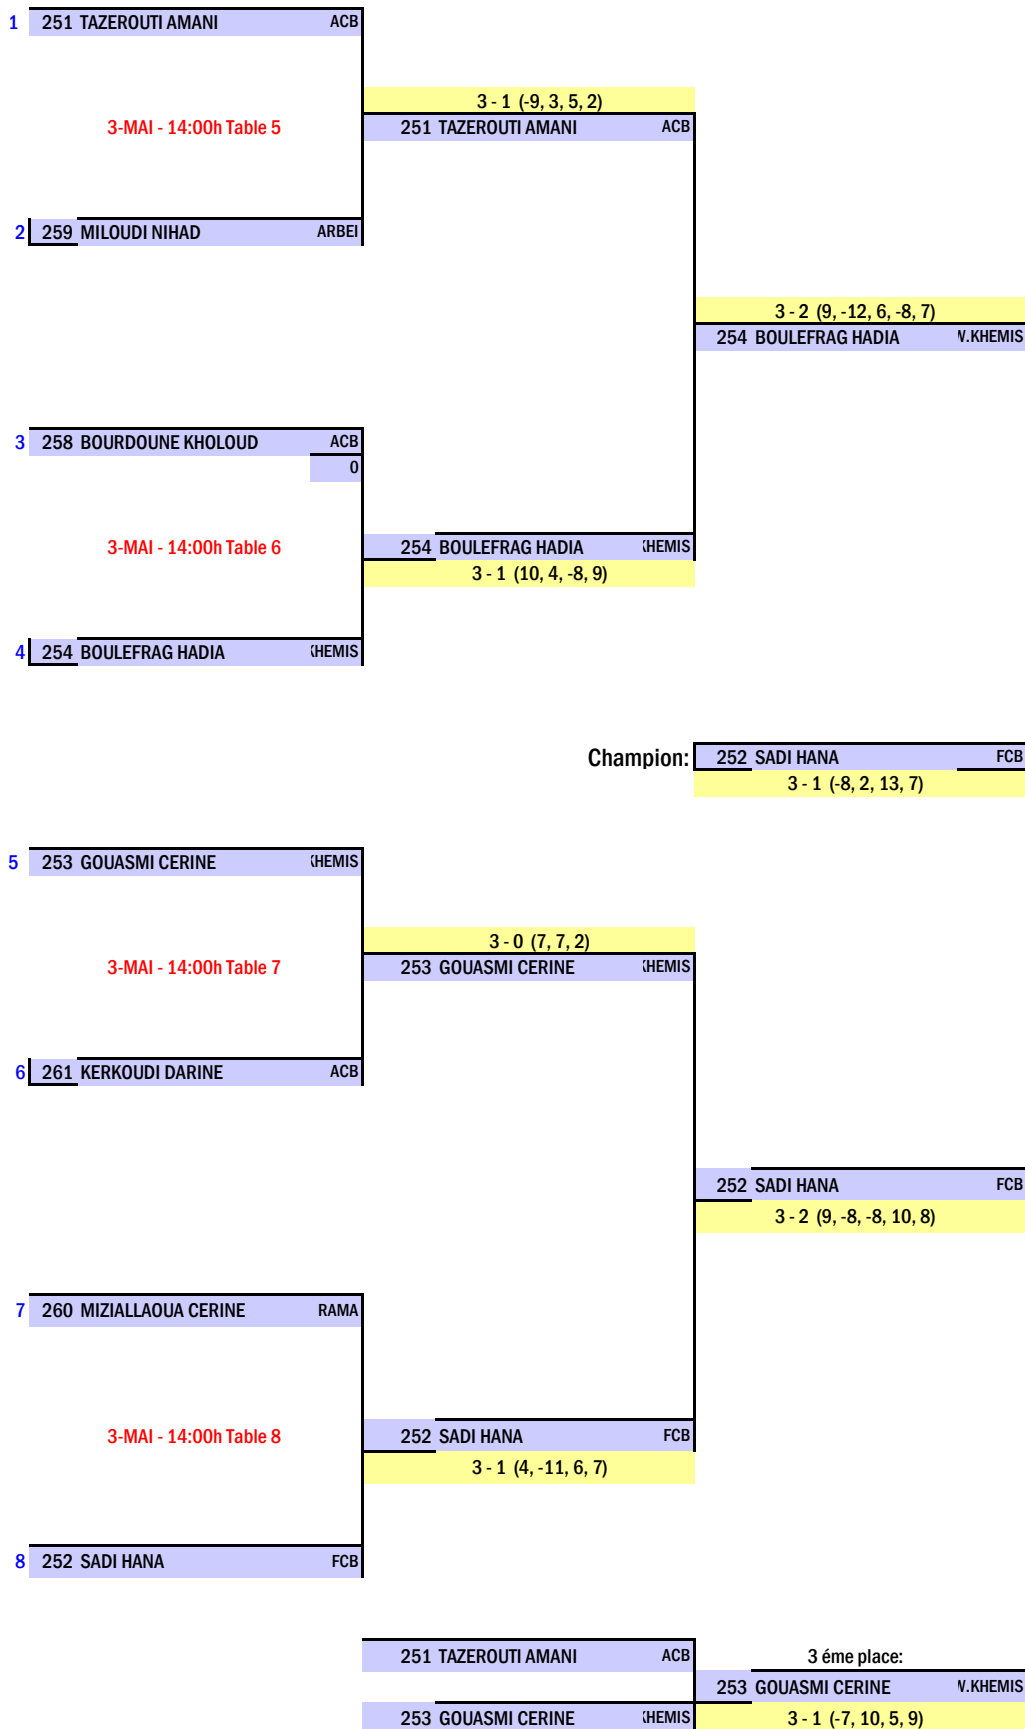 1 251 TAZEROUTI AMANI ACB
3 - 1 (-9, 3, 5, 2)
3-MAI - 14:00h Table 5 251 TAZEROUTI AMANI ACB
2 259 MILOUDI NIHAD ARBEI
3 - 2 (9, -12, 6, -8, 7)
254 BOULEFRAG HADIA W.KHEMIS
3 258 BOURDOUNE KHOLOUD ACB
0
3-MAI - 14:00h Table 6 254 BOULEFRAG HADIA KHEMIS
3 - 1 (10, 4, -8, 9)
4 254 BOULEFRAG HADIA KHEMIS
Champion: 252 SADI HANA FCB
3 - 1 (-8, 2, 13, 7)
5 253 GOUASMI CERINE KHEMIS
3 - 0 (7, 7, 2)
3-MAI - 14:00h Table 7 253 GOUASMI CERINE KHEMIS
6 261 KERKOUDI DARINE ACB
252 SADI HANA FCB
3 - 2 (9, -8, -8, 10, 8)
7 260 MIZIALLAOUA CERINE RAMA
3-MAI - 14:00h Table 8 252 SADI HANA FCB
3 - 1 (4, -11, 6, 7)
8 252 SADI HANA FCB
251 TAZEROUTI AMANI ACB 3 éme place:
253 GOUASMI CERINE W.KHEMIS
253 GOUASMI CERINE KHEMIS 3 - 1 (-7, 10, 5, 9)